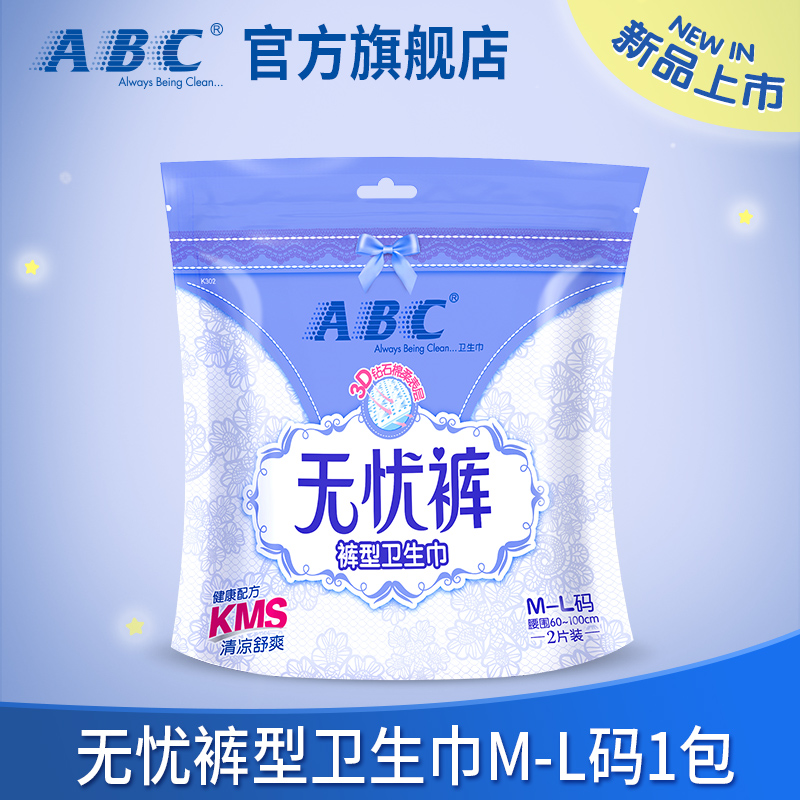 ABC® 官方旗舰店
Always Being Clean...
NEW IN
新品上市
K302
ABC®
Always Being Clean...卫生巾
3D钻石棉柔表层
无忧裤
裤型卫生巾
健康配方
KMS
清凉舒爽
M-L码
腰围60~100cm
2片装
无忧裤型卫生巾M-L码1包